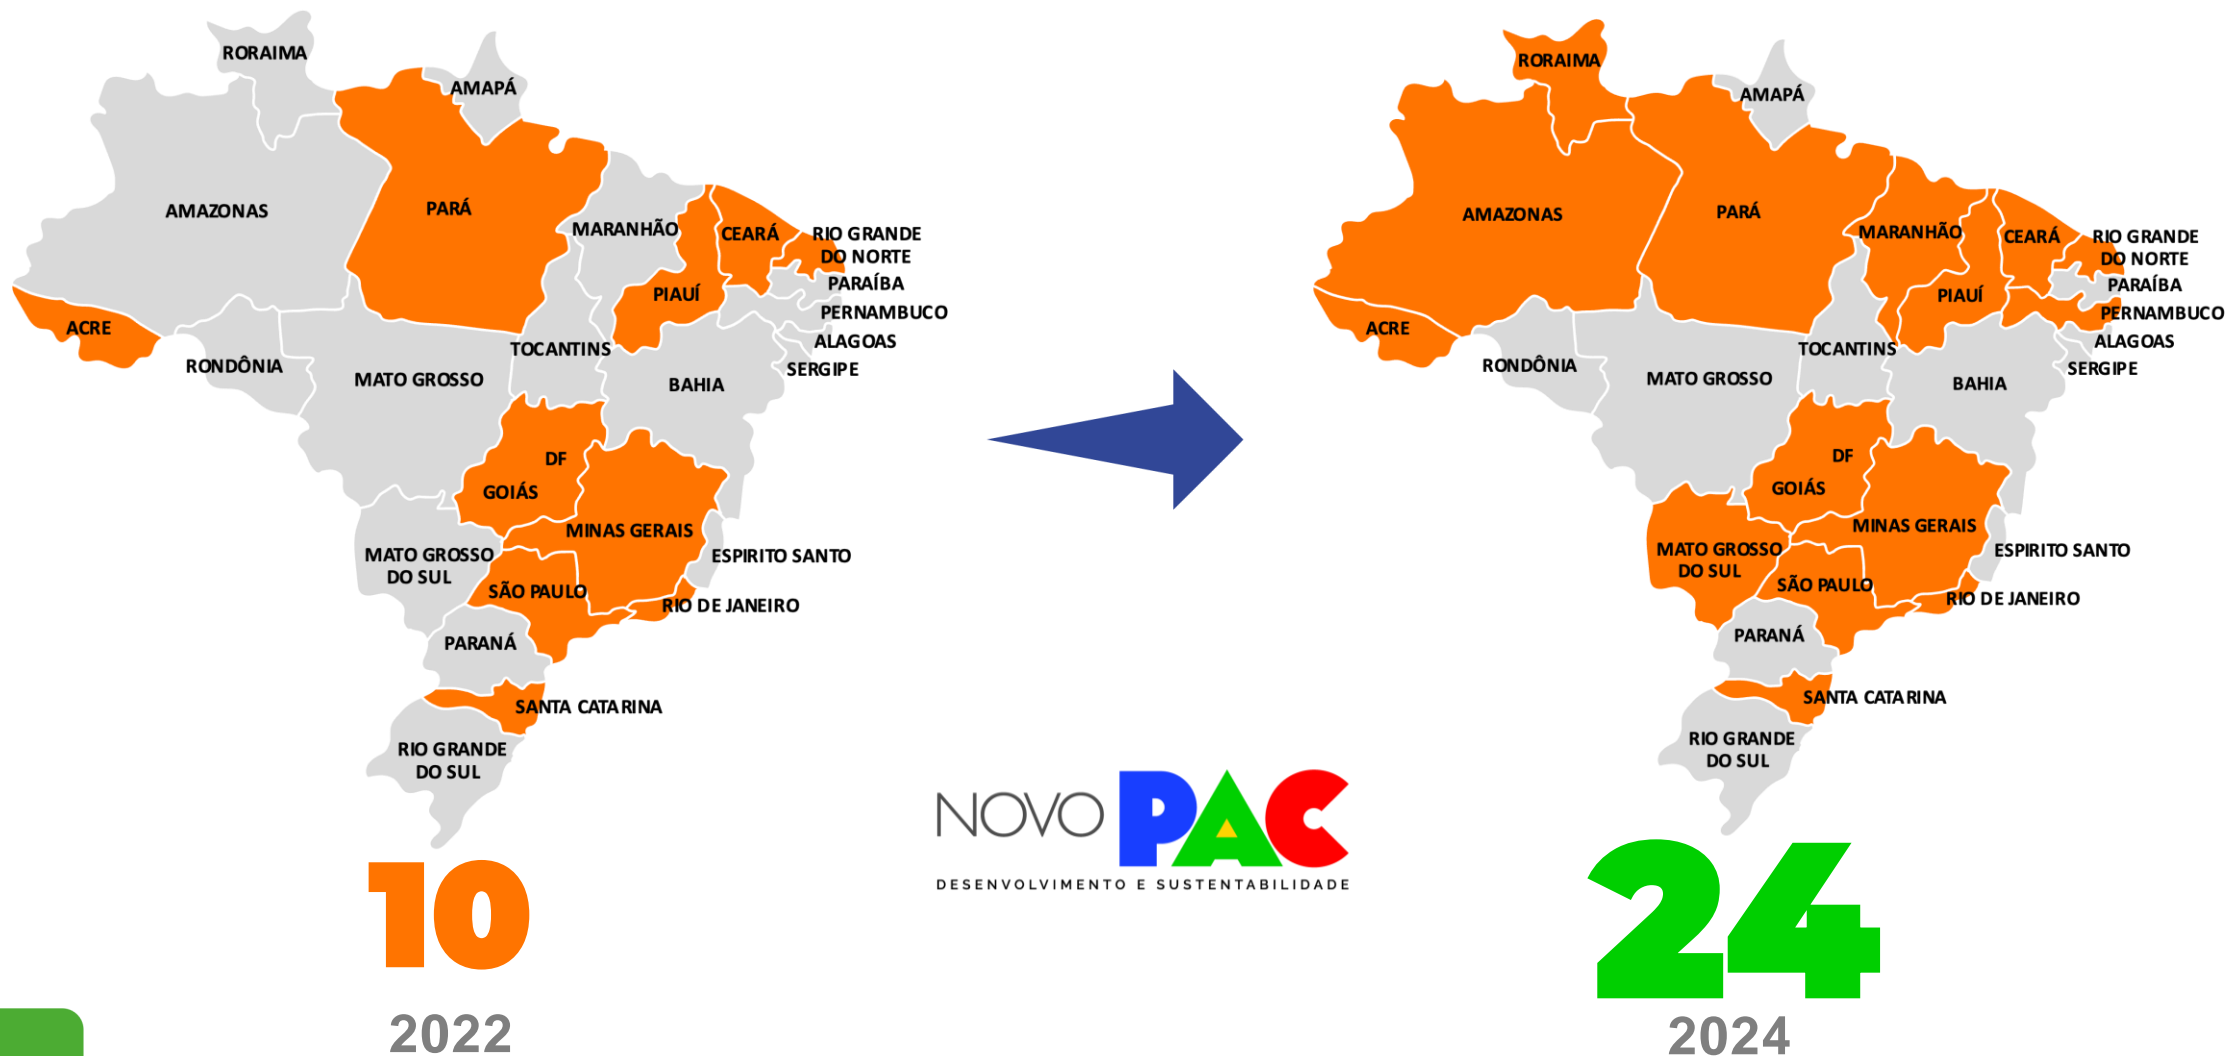 RORAIMA
AMAPÁ
AMAZONAS
PARÁ
MARANHÃO
CEARÁ
RIO GRANDE
DO NORTE
PARAÍBA
PIAUÍ
PERNAMBUCO
ACRE
ALAGOAS
TOCANTINS
RONDÔNIA
SERGIPE
MATO GROSSO
BAHIA
DF
GOIÁS
MINAS GERAIS
MATO GROSSO
DO SUL
ESPIRITO SANTO
SÃO PAULO
RIO DE JANEIRO
PARANÁ
SANTA CATARINA
RIO GRANDE
DO SUL
10
2022
NOVO PAC
DESENVOLVIMENTO E SUSTENTABILIDADE
RORAIMA
AMAPÁ
AMAZONAS
PARÁ
MARANHÃO
CEARÁ
RIO GRANDE
DO NORTE
PARAÍBA
PIAUÍ
PERNAMBUCO
ACRE
ALAGOAS
TOCANTINS
RONDÔNIA
SERGIPE
MATO GROSSO
BAHIA
DF
GOIÁS
MINAS GERAIS
MATO GROSSO
DO SUL
ESPIRITO SANTO
SÃO PAULO
RIO DE JANEIRO
PARANÁ
SANTA CATARINA
RIO GRANDE
DO SUL
24
2024